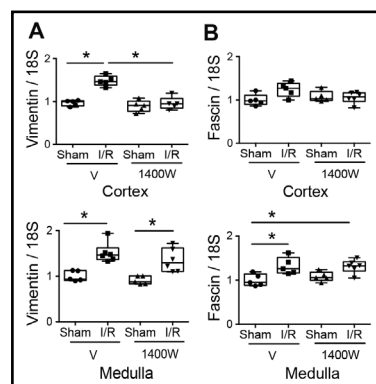 A
B
Vimentin / 18S
2
1
0
*
*
Sham I/R Sham I/R
V 1400W
Cortex
Fascin / 18S
2
1
0
Sham I/R Sham I/R
V 1400W
Cortex
Vimentin / 18S
2
1
0
*
*
Sham I/R Sham I/R
V 1400W
Medulla
Fascin / 18S
2
1
0
*
*
Sham I/R Sham I/R
V 1400W
Medulla